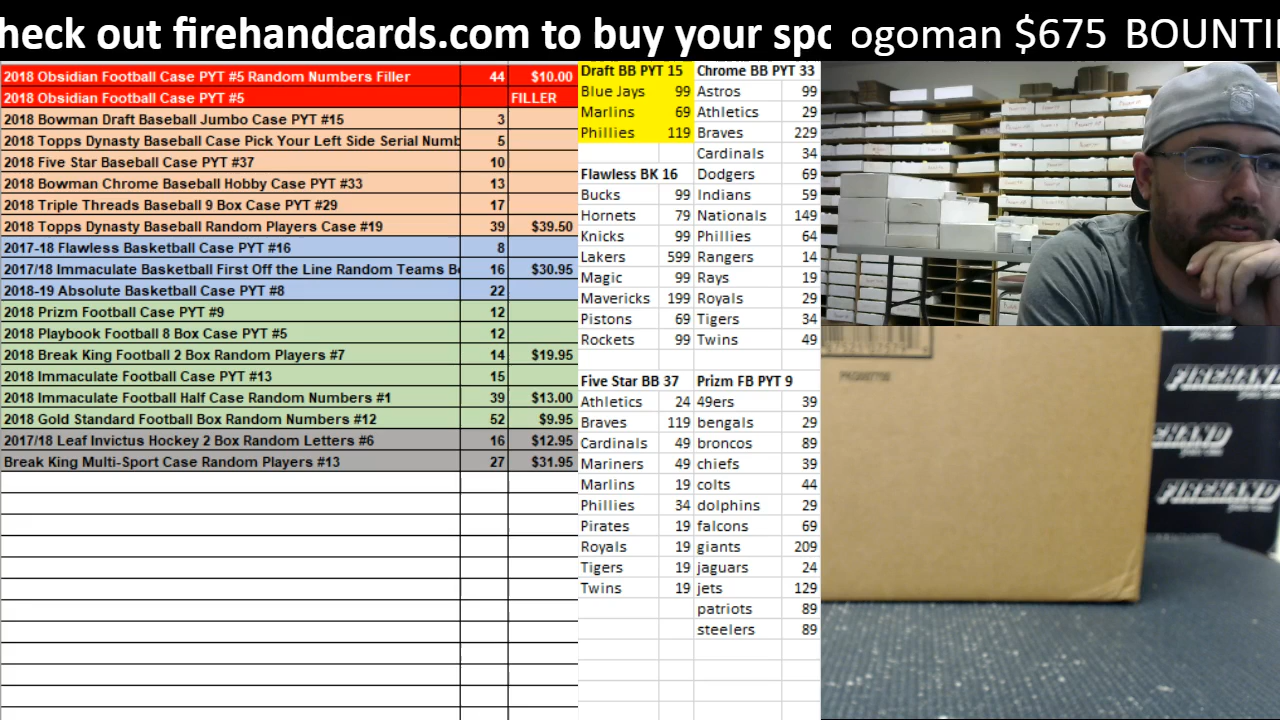 heck out firehandcards.com to buy your spo
ogoman $675 BOUNTI
2018 Obsidian Football Case PYT #5 Random Numbers Filler 44 $10.00
2018 Obsidian Football Case PYT #5 FILLER
2018 Bowman Draft Baseball Jumbo Case PYT #15 3
2018 Topps Dynasty Baseball Case Pick Your Left Side Serial Numb 5
2018 Five Star Baseball Case PYT #37 10
2018 Bowman Chrome Baseball Hobby Case PYT #33 13
2018 Triple Threads Baseball 9 Box Case PYT #29 17
2018 Topps Dynasty Baseball Random Players Case #19 39 $39.50
2017-18 Flawless Basketball Case PYT #16 8
2017/18 Immaculate Basketball First Off the Line Random Teams B 16 $30.95
2018-19 Absolute Basketball Case PYT #8 22
2018 Prizm Football Case PYT #9 12
2018 Playbook Football 8 Box Case PYT #5 12
2018 Break King Football 2 Box Random Players #7 14 $19.95
2018 Immaculate Football Case PYT #13 15
2018 Immaculate Football Half Case Random Numbers #1 39 $13.00
2018 Gold Standard Football Box Random Numbers #12 52 $9.95
2017/18 Leaf Invictus Hockey 2 Box Random Letters #6 16 $12.95
Break King Multi-Sport Case Random Players #13 27 $31.95
Draft BB PYT 15
Blue Jays 99
Marlins 69
Phillies 119
Flawless BK 16
Bucks 99
Hornets 79
Knicks 99
Lakers 599
Magic 99
Mavericks 199
Pistons 69
Rockets 99
Five Star BB 37
Athletics 24
Braves 119
Cardinals 49
Mariners 49
Marlins 19
Phillies 34
Pirates 19
Royals 19
Tigers 19
Twins 19
Chrome BB PYT 33
Astros 99
Athletics 29
Braves 229
Cardinals 34
Dodgers 69
Indians 59
Nationals 149
Phillies 64
Rangers 14
Rays 19
Royals 29
Tigers 34
Twins 49
Prizm FB PYT 9
49ers 39
bengals 29
broncos 89
chiefs 39
colts 44
dolphins 29
falcons 69
giants 209
jaguars 24
jets 129
patriots 89
steelers 89
FIREHAND
FIREHAND
FIREHAND